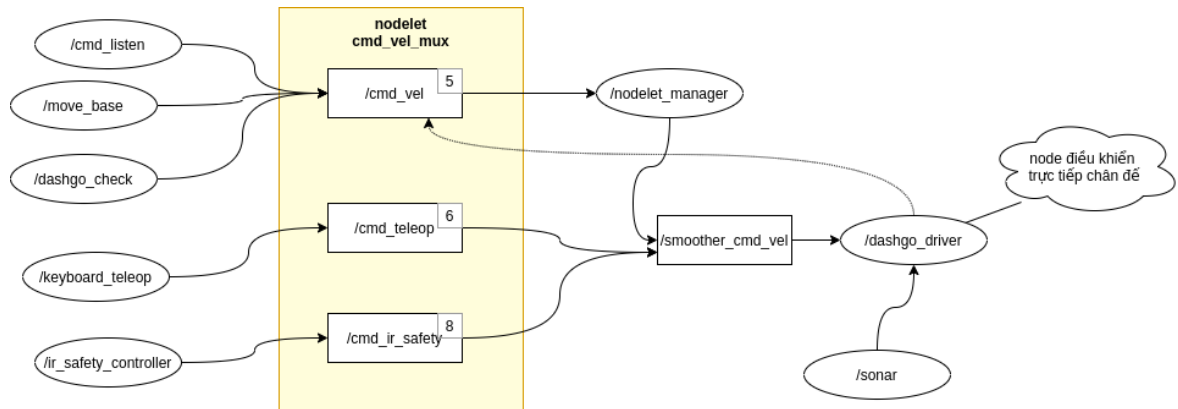 nodelet
cmd_vel_mux
/cmd_listen
/move_base
/dashgo_check
/keyboard_teleop
/ir_safety_controller
/cmd_vel
5
/cmd_teleop
6
/cmd_ir_safety
8
/nodelet_manager
/smoother_cmd_vel
/dashgo_driver
/sonar
node điều khiển
trực tiếp chân đế